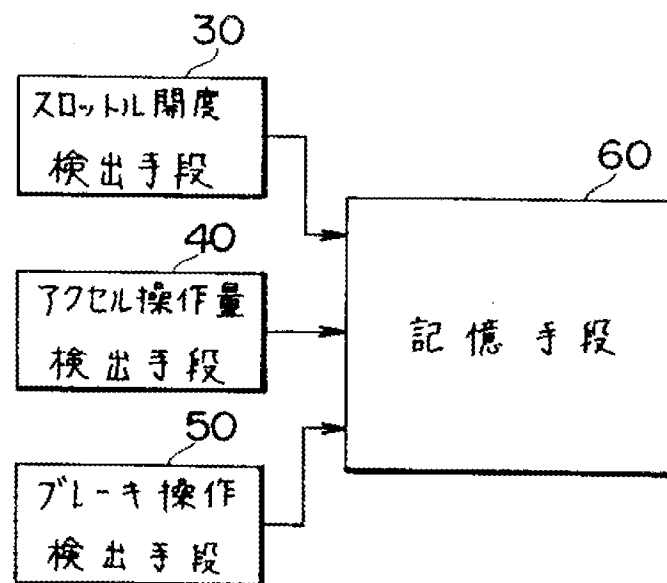 30
スロットル開度
検出手段
40
アクセル操作量
検出手段
50
ブレーキ操作
検出手段
60
記憶手段